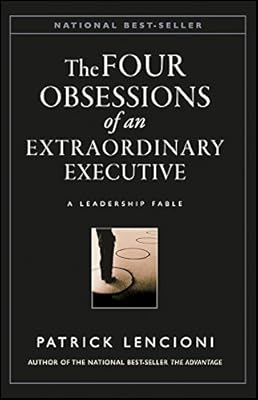 NATIONAL BEST-SELLER
The FOUR
OBSESSIONS
of an
EXTRAORDINARY
EXECUTIVE
A LEADERSHIP FABLE
PATRICK LENCIONI
AUTHOR OF THE NATIONAL BEST-SELLER THE ADVANTAGE